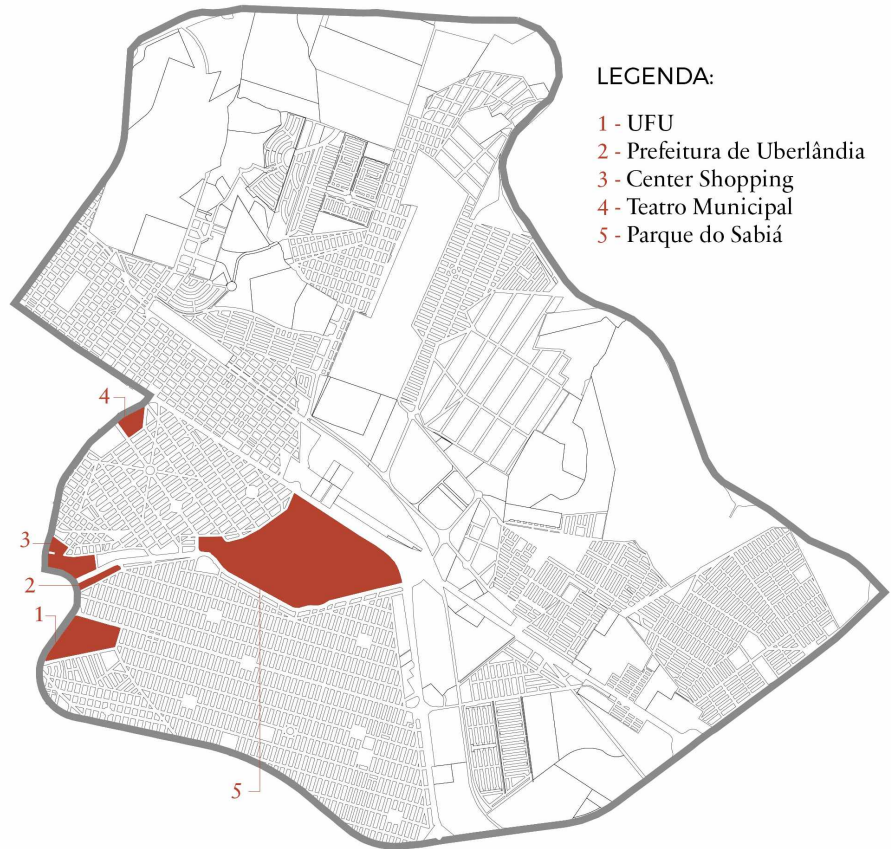 LEGENDA:
1 - UFU
2 - Prefeitura de Uberlândia
3 - Center Shopping
4 - Teatro Municipal
5 - Parque do Sabiá
4
3
2
1
5